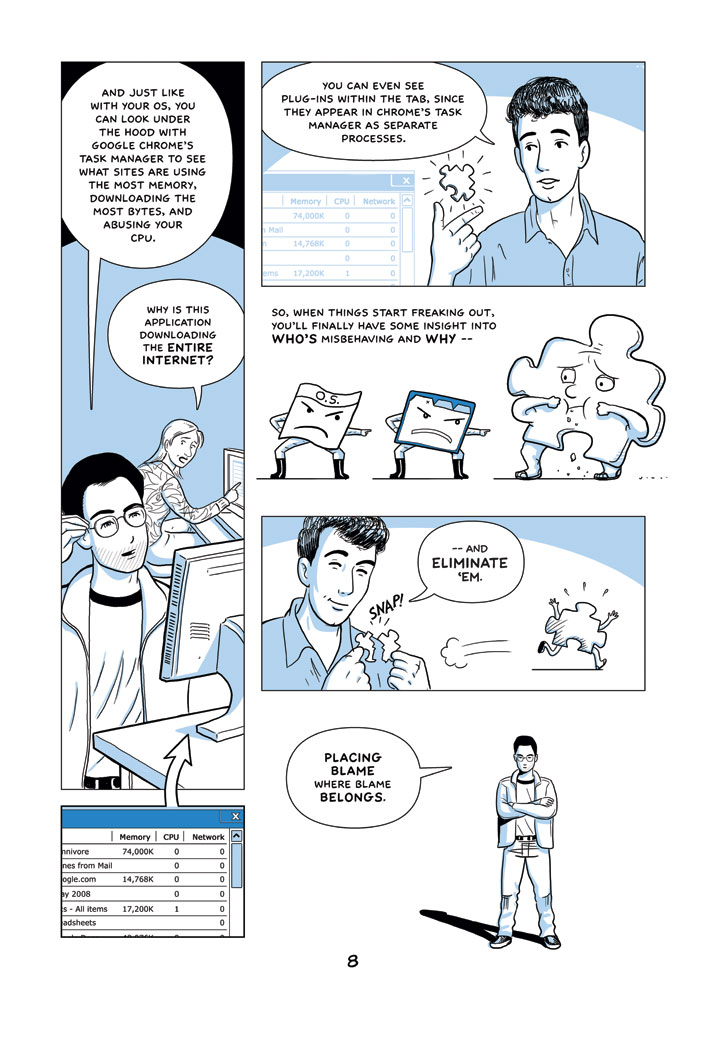 AND JUST LIKE
WITH YOUR OS, YOU
CAN LOOK UNDER
THE HOOD WITH
GOOGLE CHROME'S
TASK MANAGER TO SEE
WHAT SITES ARE USING
THE MOST MEMORY,
DOWNLOADING THE
MOST BYTES, AND
ABUSING YOUR
CPU.
WHY IS THIS
APPLICATION
DOWNLOADING
THE ENTIRE
INTERNET?
Memory CPU Network
nnivore 74,000K 0 0
nes from Mail 0 0
ogle.com 14,768K 0 0
ay 2008 0 0
s - All items 17,200K 1 0
adsheets 0
YOU CAN EVEN SEE
PLUG-INS WITHIN THE TAB, SINCE
THEY APPEAR IN CHROME'S TASK
MANAGER AS SEPARATE
PROCESSES.
Memory CPU Network
74,000K 0 0
n Mail 0 0
n 14,768K 0 0
0 0
ems 17,200K 1 0
0
SO, WHEN THINGS START FREAKING OUT,
YOU'LL FINALLY HAVE SOME INSIGHT INTO
WHO'S MISBEHAVING AND WHY --
O.S.
-- AND
ELIMINATE
'EM.
SNAP!
PLACING
BLAME
WHERE BLAME
BELONGS.
8